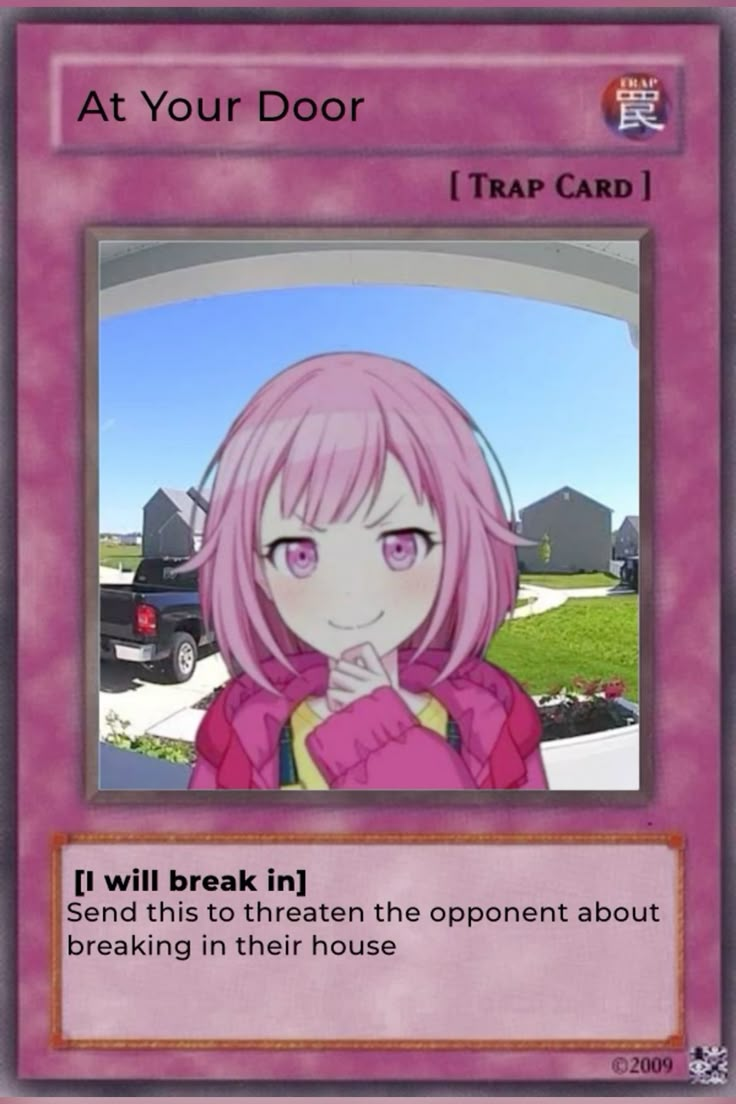 At Your Door
TRAP
罠
[ TRAP CARD ]
[I will break in]
Send this to threaten the opponent about
breaking in their house
©2009